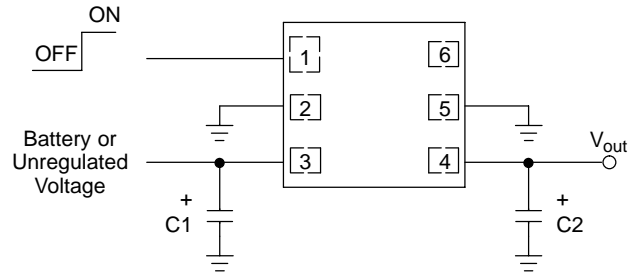 ON
OFF
1
6
2
5
Battery or
Unregulated
Voltage
3
4
Vout
+
C1
+
C2